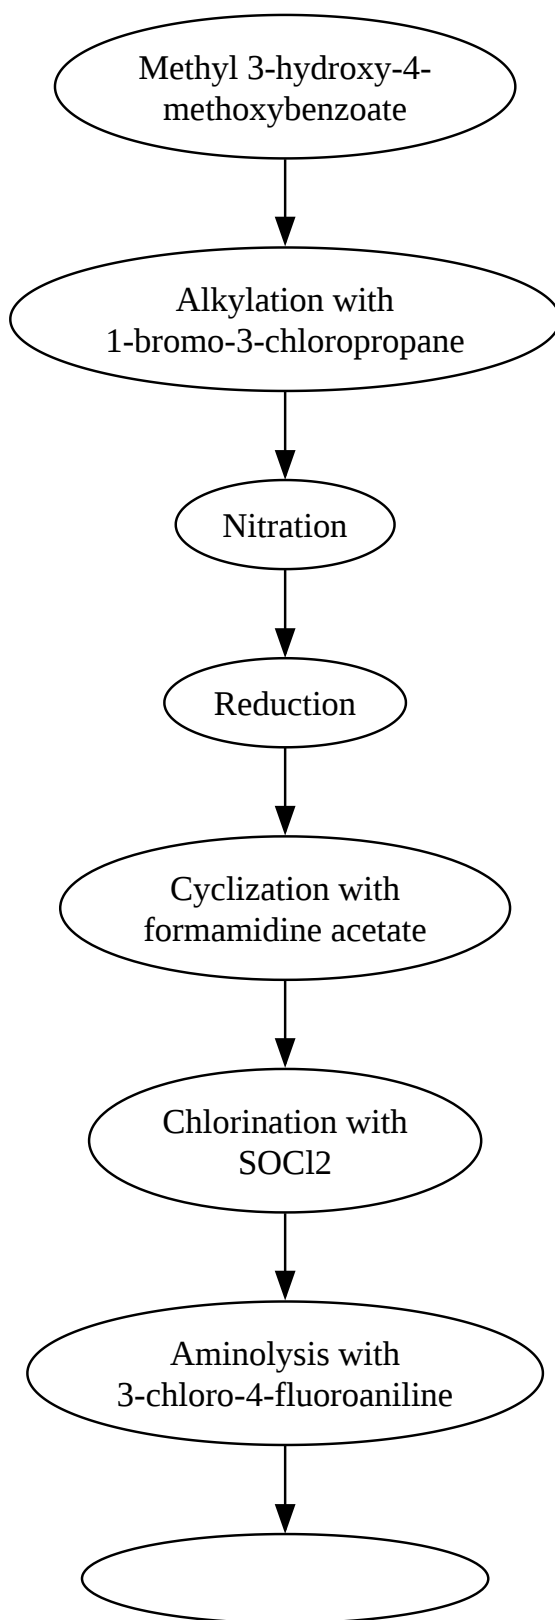 Methyl 3-hydroxy-4-
methoxybenzoate
Alkylation with
1-bromo-3-chloropropane
Nitration
Reduction
Cyclization with
formamidine acetate
Chlorination with
SOCl2
Aminolysis with
3-chloro-4-fluoroaniline